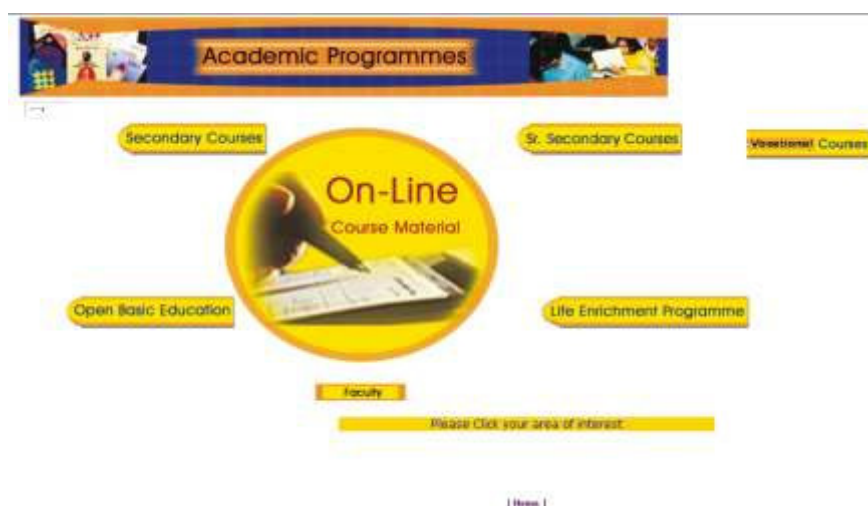 Academic Programmes
Secondary Courses
Sr. Secondary Courses
Vocational Courses
On-Line
Course Material
Open Basic Education
Life Enrichment Programme
Faculty
Please Click your area of interest
| Home |